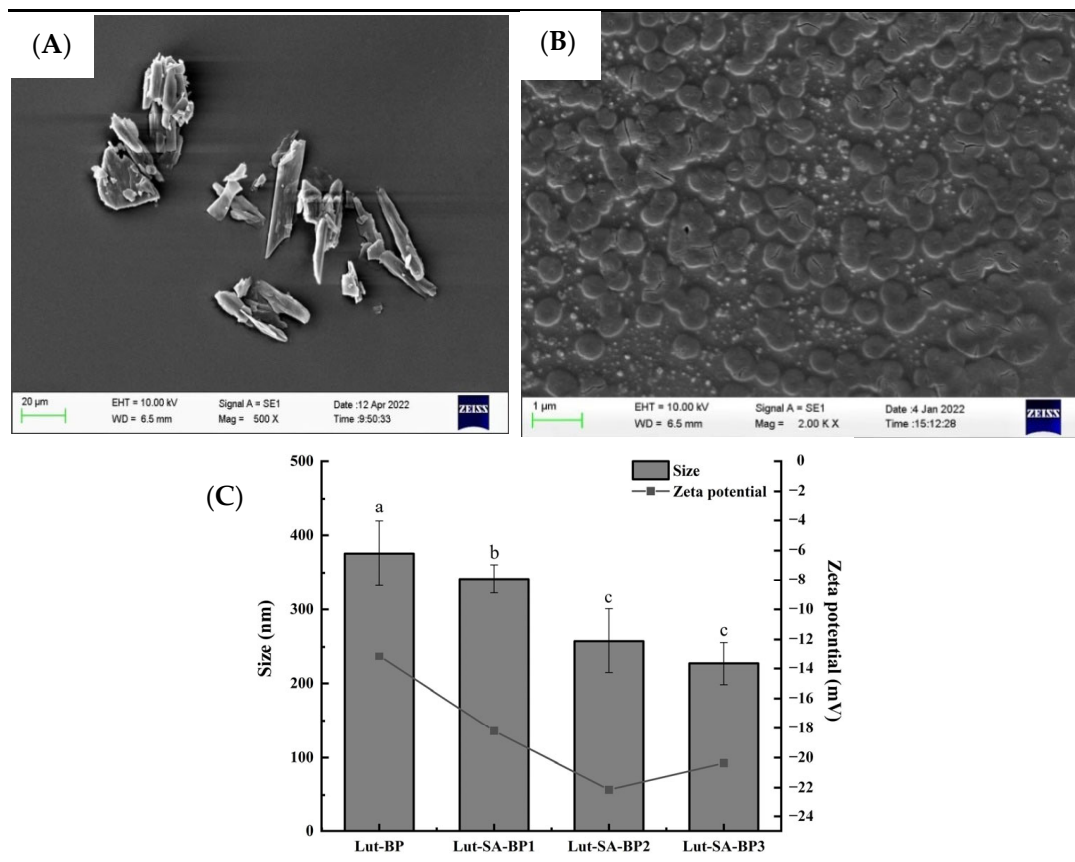 (A)
(B)
20 µm
EHT = 10.00 kV
Signal A = SE1
Date :12 Apr 2022
WD = 6.5 mm
Mag = 500 X
Time :9:50:33
ZEISS
1 µm
EHT = 10.00 kV
Signal A = SE1
Date :4 Jan 2022
WD = 6.5 mm
Mag = 2.00 K X
Time :15:12:28
ZEISS
(C)
Size
Zeta potential
500
400
300
200
100
0
Size (nm)
a
b
c
c
0
−2
−4
−6
−8
−10
−12
−14
−16
−18
−20
−22
−24
Zeta potential (mV)
Lut-BP
Lut-SA-BP1
Lut-SA-BP2
Lut-SA-BP3